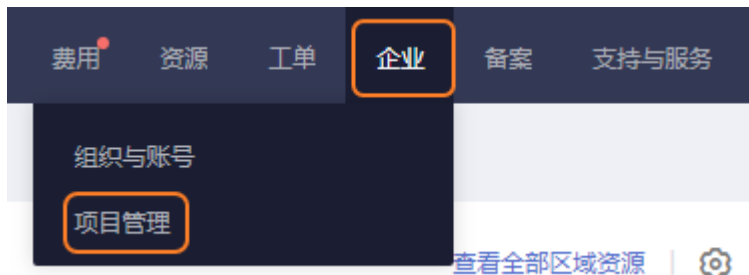 费用 资源 工单 企业 备案 支持与服务
组织与账号
项目管理
查看全部区域资源